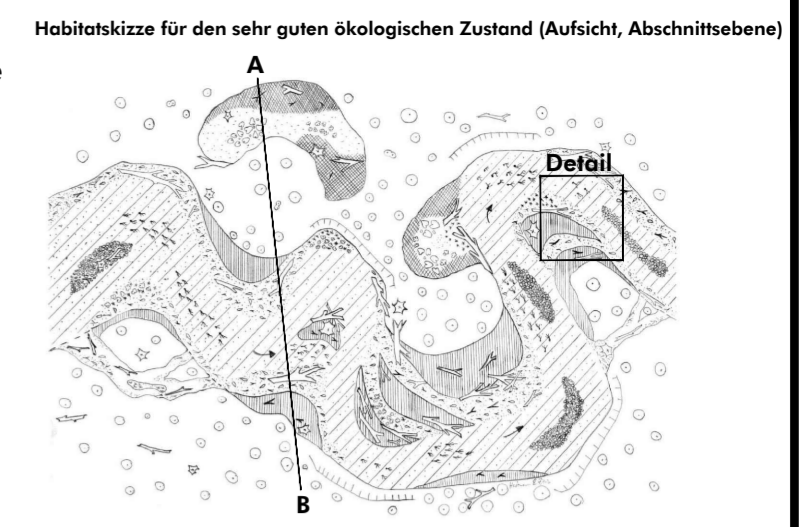 Habitatskizze für den sehr guten ökologischen Zustand (Aufsicht, Abschnittsebene)
A
Detail
B